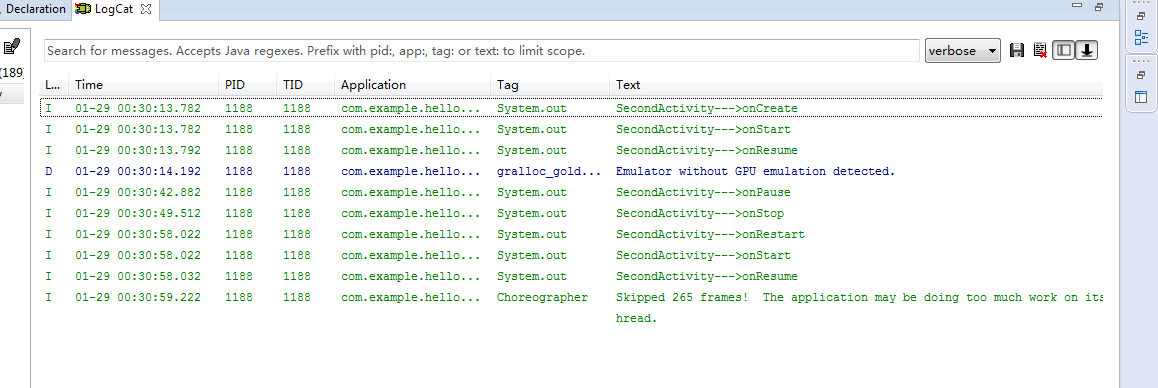 Declaration LogCat
Search for messages. Accepts Java regexes. Prefix with pid:, app:, tag: or text: to limit scope. verbose
(189)
L... Time PID TID Application Tag Text
I 01-29 00:30:13.782 1188 1188 com.example.hello... System.out SecondActivity--->onCreate
I 01-29 00:30:13.782 1188 1188 com.example.hello... System.out SecondActivity--->onStart
I 01-29 00:30:13.792 1188 1188 com.example.hello... System.out SecondActivity--->onResume
D 01-29 00:30:14.192 1188 1188 com.example.hello... gralloc_gold... Emulator without GPU emulation detected.
I 01-29 00:30:42.882 1188 1188 com.example.hello... System.out SecondActivity--->onPause
I 01-29 00:30:49.512 1188 1188 com.example.hello... System.out SecondActivity--->onStop
I 01-29 00:30:58.022 1188 1188 com.example.hello... System.out SecondActivity--->onRestart
I 01-29 00:30:58.022 1188 1188 com.example.hello... System.out SecondActivity--->onStart
I 01-29 00:30:58.032 1188 1188 com.example.hello... System.out SecondActivity--->onResume
I 01-29 00:30:59.222 1188 1188 com.example.hello... Choreographer Skipped 265 frames! The application may be doing too much work on its
hread.